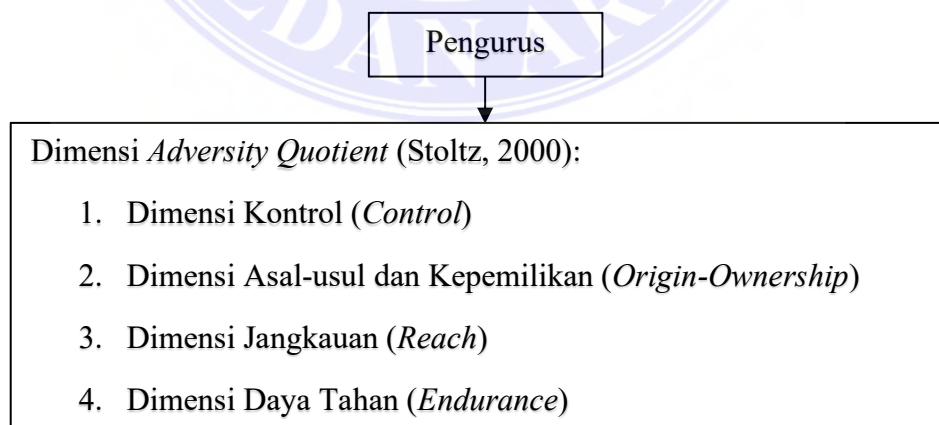 Pengurus
Dimensi Adversity Quotient (Stoltz, 2000):
1. Dimensi Kontrol (Control)
2. Dimensi Asal-usul dan Kepemilikan (Origin-Ownership)
3. Dimensi Jangkauan (Reach)
4. Dimensi Daya Tahan (Endurance)